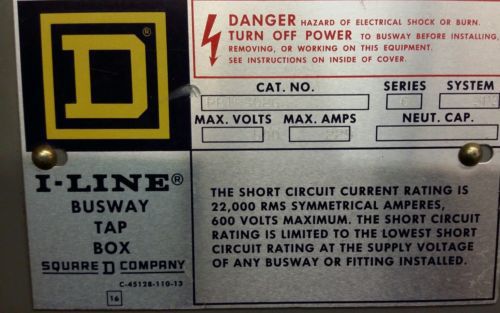 D
DANGER HAZARD OF ELECTRICAL SHOCK OR BURN.
TURN OFF POWER TO BUSWAY BEFORE INSTALLING,
REMOVING, OR WORKING ON THIS EQUIPMENT.
SEE INSTRUCTIONS ON INSIDE OF COVER.
CAT. NO. SERIES SYSTEM
MAX. VOLTS MAX. AMPS NEUT. CAP.
600 225
I-LINE®
BUSWAY
TAP
BOX
SQUARE D COMPANY
C-45128-110-13
16
THE SHORT CIRCUIT CURRENT RATING IS
22,000 RMS SYMMETRICAL AMPERES,
600 VOLTS MAXIMUM. THE SHORT CIRCUIT
RATING IS LIMITED TO THE LOWEST SHORT
CIRCUIT RATING AT THE SUPPLY VOLTAGE
OF ANY BUSWAY OR FITTING INSTALLED.